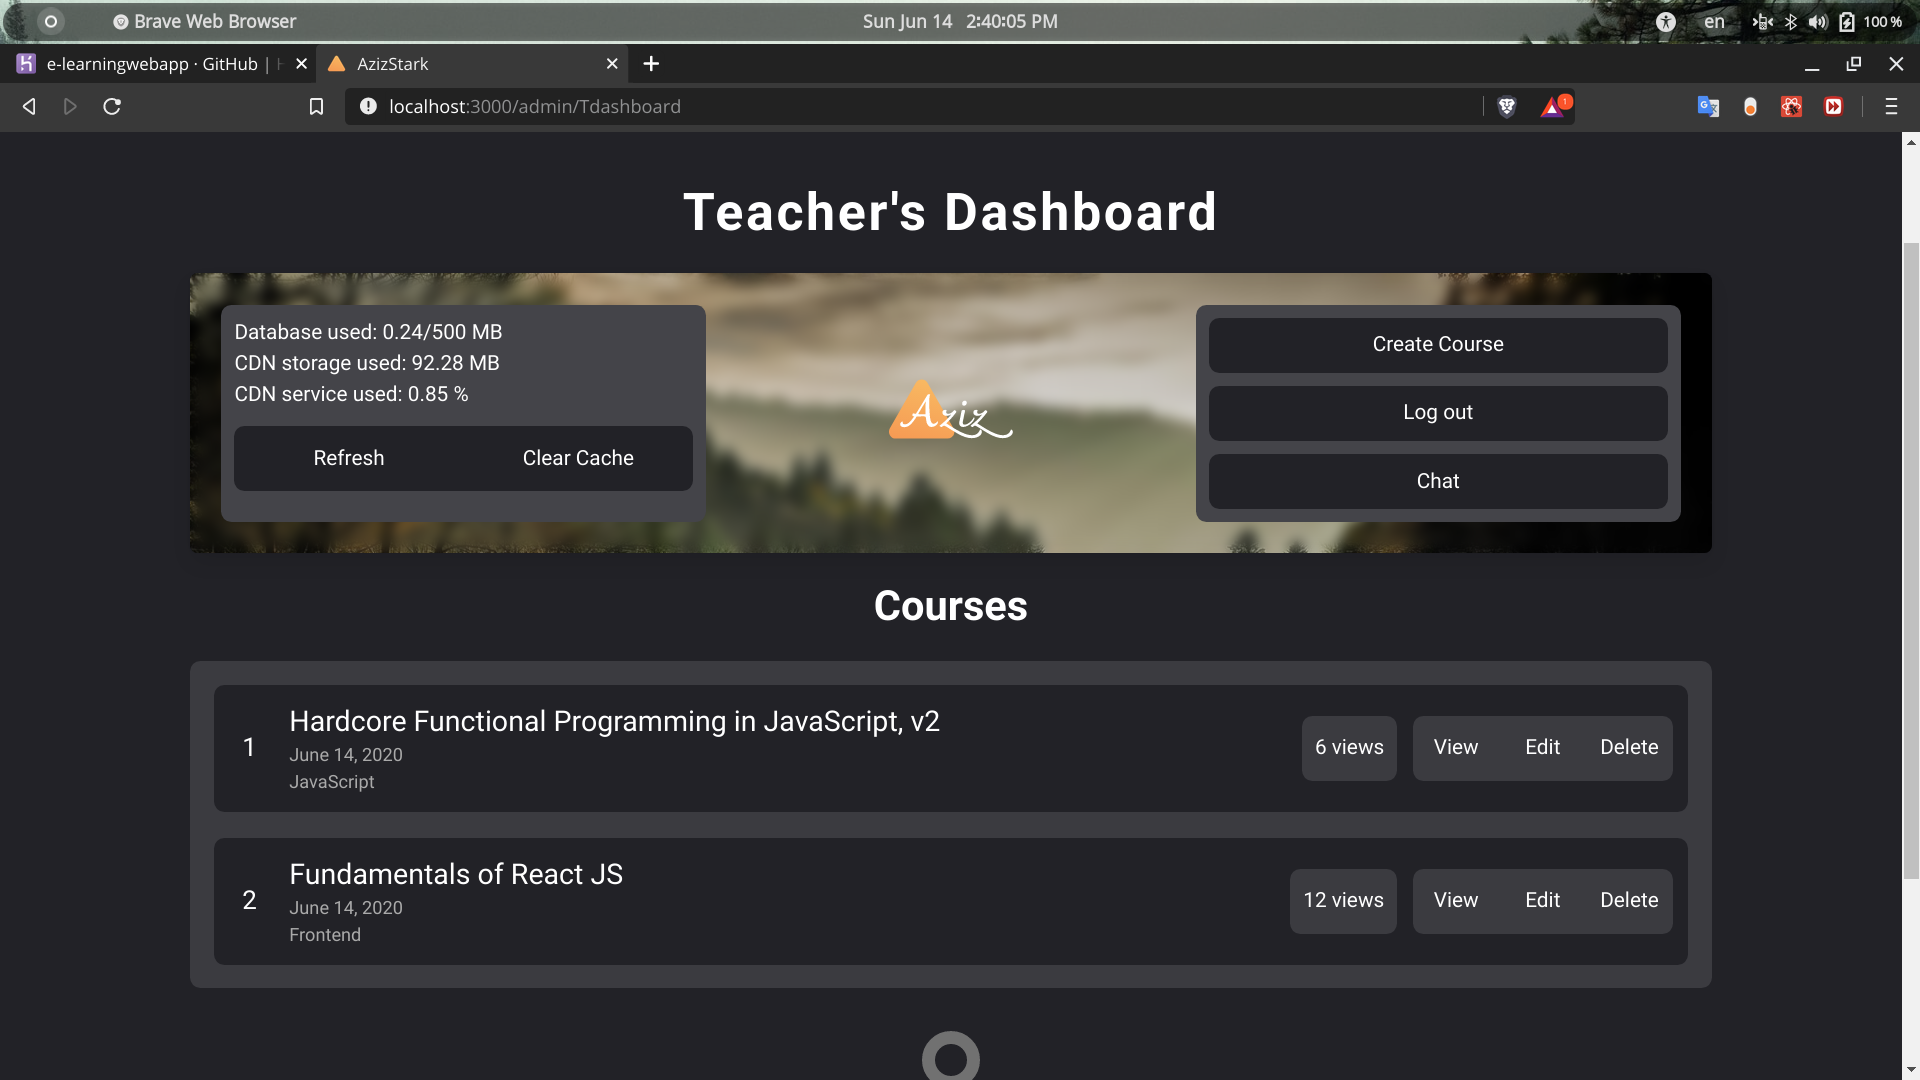 Brave Web Browser
Sun Jun 14 2:40:05 PM
en
100 %
e-learningwebapp · GitHub |
AzizStark
localhost:3000/admin/Tdashboard
1
Teacher's Dashboard
Database used: 0.24/500 MB
CDN storage used: 92.28 MB
CDN service used: 0.85 %
Refresh
Clear Cache
Aziz
Create Course
Log out
Chat
Courses
1
Hardcore Functional Programming in JavaScript, v2
June 14, 2020
JavaScript
6 views
View
Edit
Delete
2
Fundamentals of React JS
June 14, 2020
Frontend
12 views
View
Edit
Delete